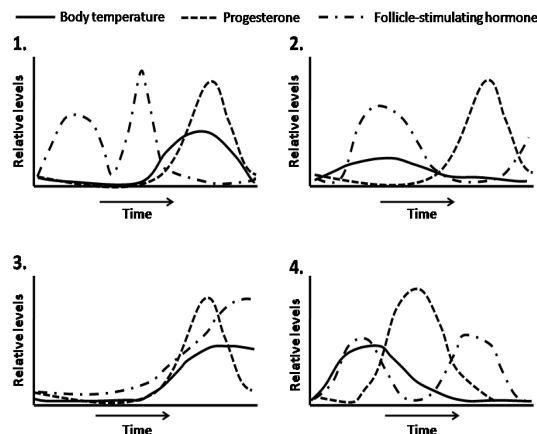 Body temperature Progesterone Follicle-stimulating hormone
1. 2.
Relative levels Relative levels
Time Time
3. 4.
Relative levels Relative levels
Time Time